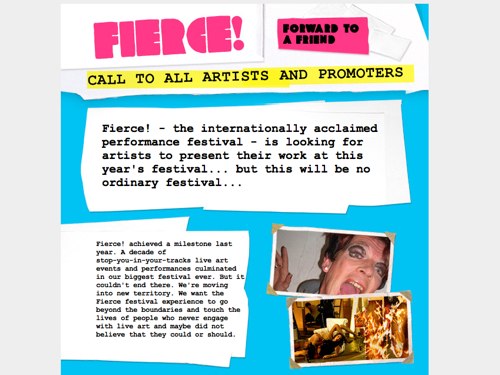 FIERCE!
FORWARD TO
A FRIEND
CALL TO ALL ARTISTS AND PROMOTERS
Fierce! - the internationally acclaimed
performance festival - is looking for
artists to present their work at this
year's festival... but this will be no
ordinary festival...
Fierce! achieved a milestone last
year. A decade of
stop-you-in-your-tracks live art
events and performances culminated
in our biggest festival ever. But it
couldn't end there. We're moving
into new territory. We want the
Fierce festival experience to go
beyond the boundaries and touch the
lives of people who never engage
with live art and maybe did not
believe that they could or should.